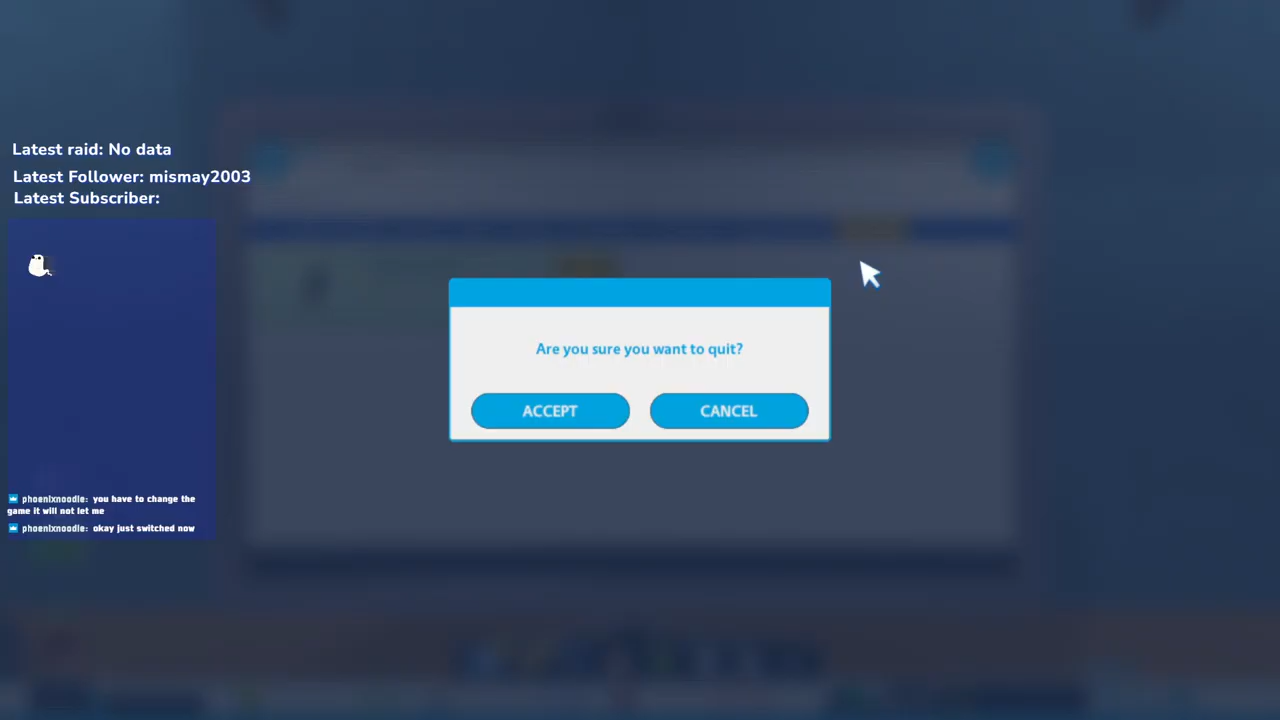 Latest raid: No data
Latest Follower: mismay2003
Latest Subscriber:
Are you sure you want to quit?
ACCEPT
CANCEL
phoenixnoodle: you have to change the
game it will not let me
phoenixnoodle: okay just switched now